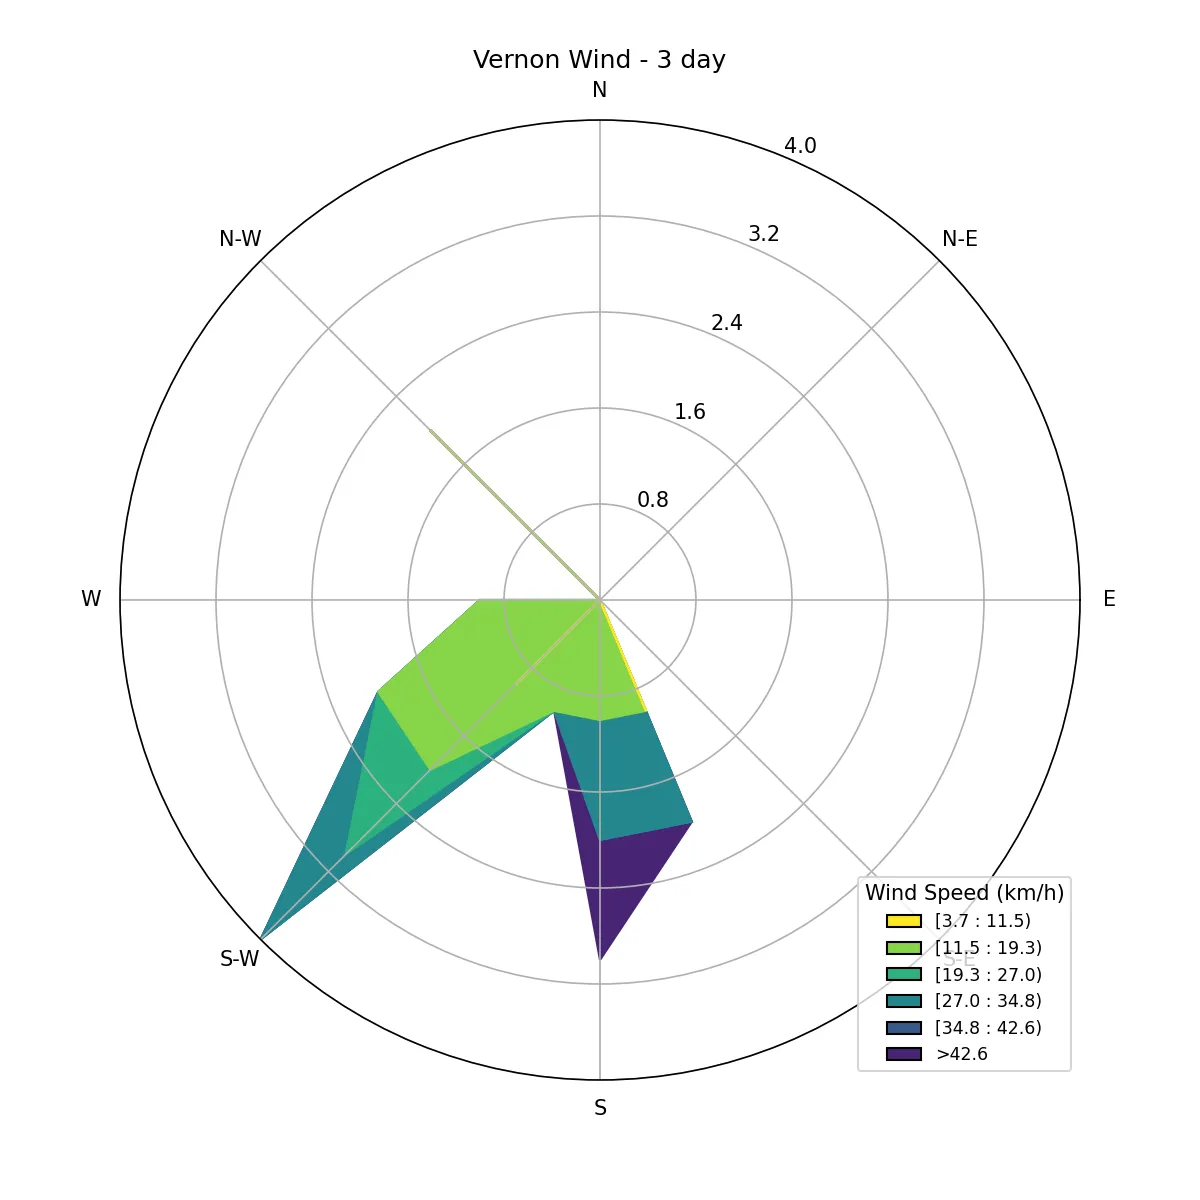 Vernon Wind - 3 day
N
4.0
N-W
3.2
N-E
2.4
1.6
0.8
W
E
S-W
S-E
Wind Speed (km/h)
[3.7 : 11.5)
[11.5 : 19.3)
[19.3 : 27.0)
[27.0 : 34.8)
[34.8 : 42.6)
>42.6
S